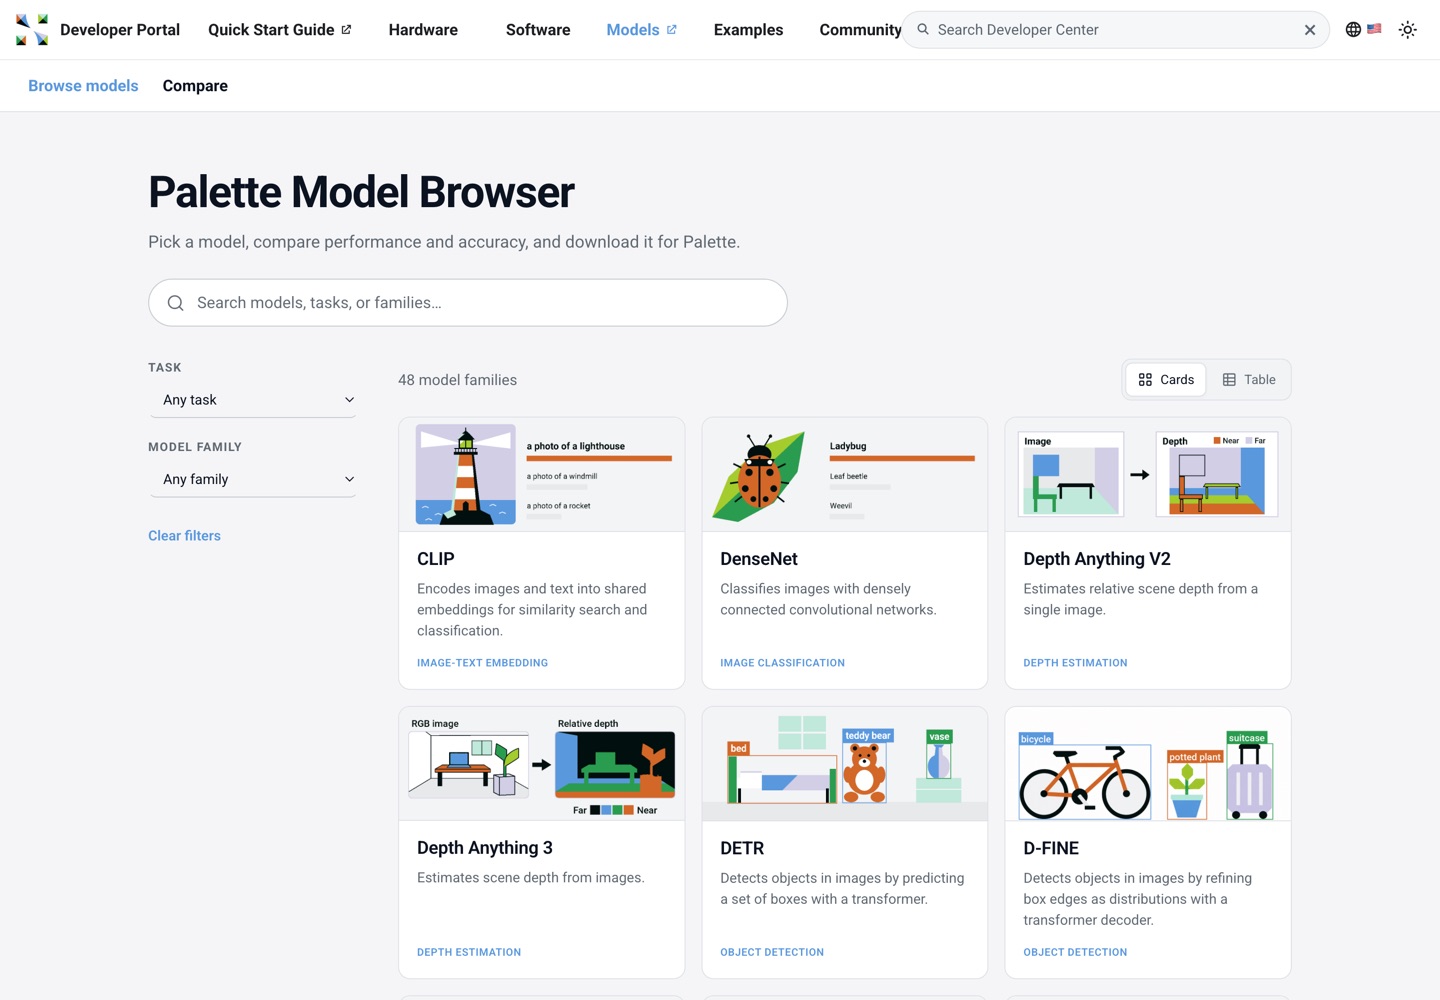 Developer Portal
Quick Start Guide
Hardware
Software
Models
Examples
Community
Search Developer Center
Browse models
Compare
Palette Model Browser
Pick a model, compare performance and accuracy, and download it for Palette.
Search models, tasks, or families...
TASK
Any task
MODEL FAMILY
Any family
Clear filters
48 model families
Cards
Table
a photo of a lighthouse
a photo of a windmill
a photo of a rocket
CLIP
Encodes images and text into shared
embeddings for similarity search and
classification.
IMAGE-TEXT EMBEDDING
Ladybug
Leaf beetle
Weevil
DenseNet
Classifies images with densely
connected convolutional networks.
IMAGE CLASSIFICATION
Image
Depth
Near
Far
Depth Anything V2
Estimates relative scene depth from a
single image.
DEPTH ESTIMATION
RGB image
Relative depth
Far
Near
Depth Anything 3
Estimates scene depth from images.
DEPTH ESTIMATION
bed
teddy bear
vase
DETR
Detects objects in images by predicting
a set of boxes with a transformer.
OBJECT DETECTION
bicycle
potted plant
suitcase
D-FINE
Detects objects in images by refining
box edges as distributions with a
transformer decoder.
OBJECT DETECTION